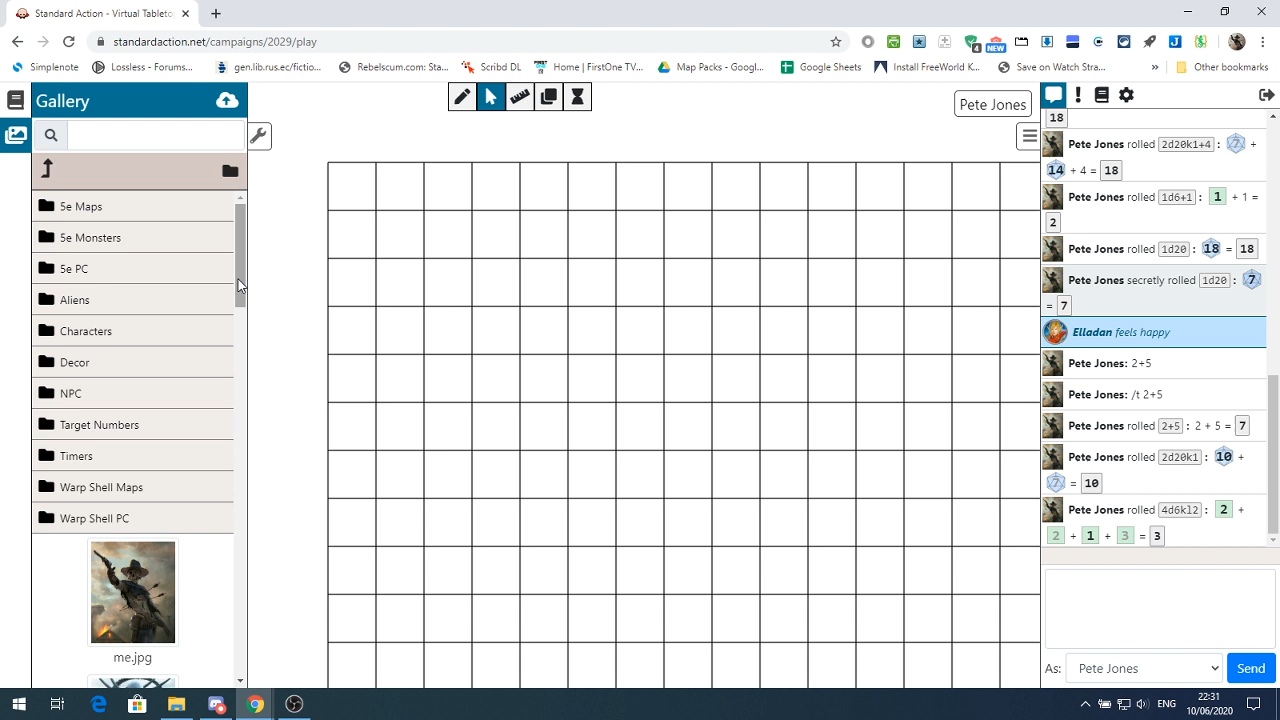 Standard Action - Virtual Tableto
standardaction.net/campaigns/2029/play
4
NEW
Simplenote
Lossless - Forums...
gen.lib.rus.ec/fictio...
Rebelscum.com: Sta...
Scribd DL
Home | FirstOne TV...
Map Packs - Googl...
Google Sheets
Install FreeWorld K...
Save on Watch Stra...
»
Other bookmarks
Gallery
Pete Jones
5e Maps
5e Monsters
5e PC
Aliens
Characters
Decor
NPC
Target Numbers
Timers
Warp Shell Maps
Warp Shell PC
me.jpg
18
Pete Jones rolled 2d20k1+4 : 7 +
14 + 4 = 18
Pete Jones rolled 1d6+1 : 1 + 1 =
2
Pete Jones rolled 1d20 : 18 = 18
Pete Jones secretly rolled 1d20 : 7
= 7
Elladan feels happy
Pete Jones: 2+5
Pete Jones: /t 2+5
Pete Jones rolled 2+5 : 2 + 5 = 7
Pete Jones rolled 2d20k1 : 10 +
7 = 10
Pete Jones rolled 4d6kl2 : 2 +
2 + 1 + 3 = 3
As: Pete Jones Send
ENG
22:31
10/06/2020